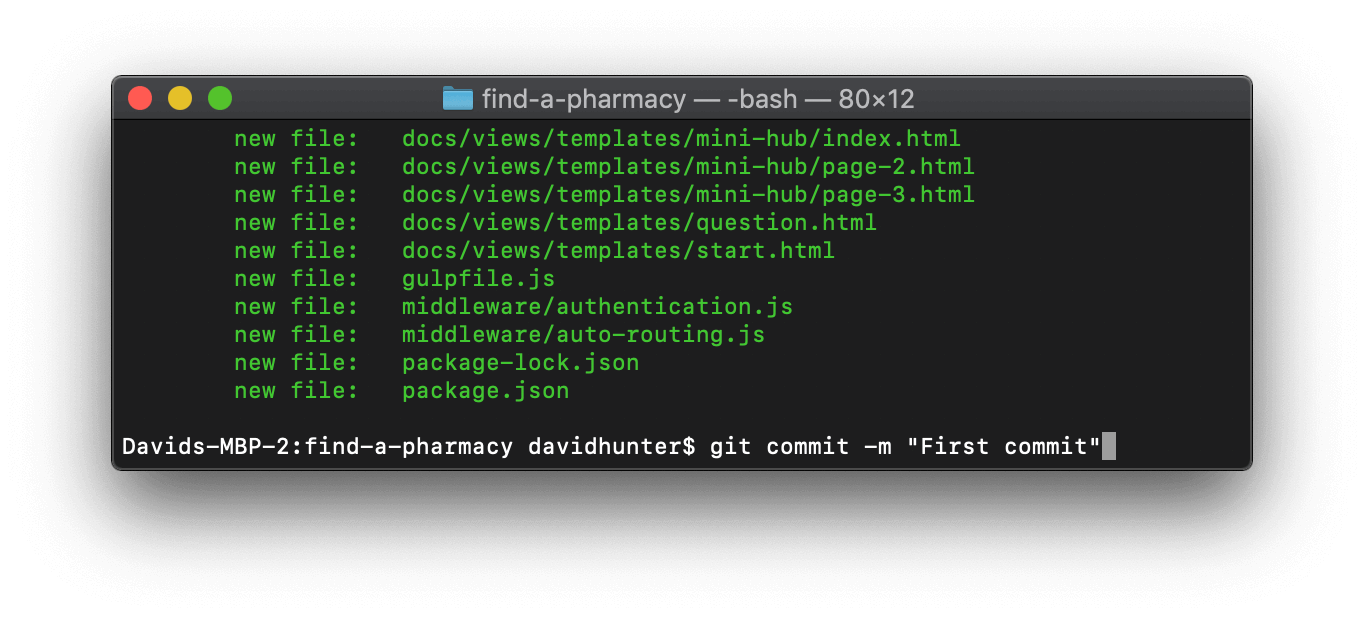 find-a-pharmacy — -bash — 80×12
new file:   docs/views/templates/mini-hub/index.html
new file:   docs/views/templates/mini-hub/page-2.html
new file:   docs/views/templates/mini-hub/page-3.html
new file:   docs/views/templates/question.html
new file:   docs/views/templates/start.html
new file:   gulpfile.js
new file:   middleware/authentication.js
new file:   middleware/auto-routing.js
new file:   package-lock.json
new file:   package.json
Davids-MBP-2:find-a-pharmacy davidhunter$ git commit -m "First commit"